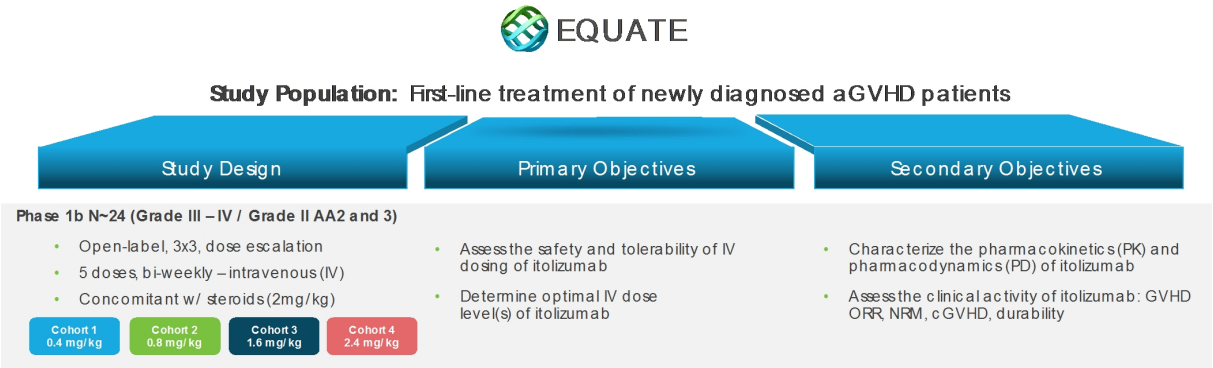 EQUATE
Study Population: First-line treatment of newly diagnosed aGVHD patients
Study Design
Primary Objectives
Secondary Objectives
Phase 1b N~24 (Grade III – IV / Grade II AA2 and 3)
• Open-label, 3x3, dose escalation
• 5 doses, bi-weekly – intravenous (IV)
• Concomitant w/ steroids (2mg/kg)
Cohort 1
0.4 mg/kg
Cohort 2
0.8 mg/kg
Cohort 3
1.6 mg/kg
Cohort 4
2.4 mg/kg
• Assess the safety and tolerability of IV
dosing of itolizumab
• Determine optimal IV dose
level(s) of itolizumab
• Characterize the pharmacokinetics (PK) and
pharmacodynamics (PD) of itolizumab
• Assess the clinical activity of itolizumab: GVHD
ORR, NRM, cGVHD, durability